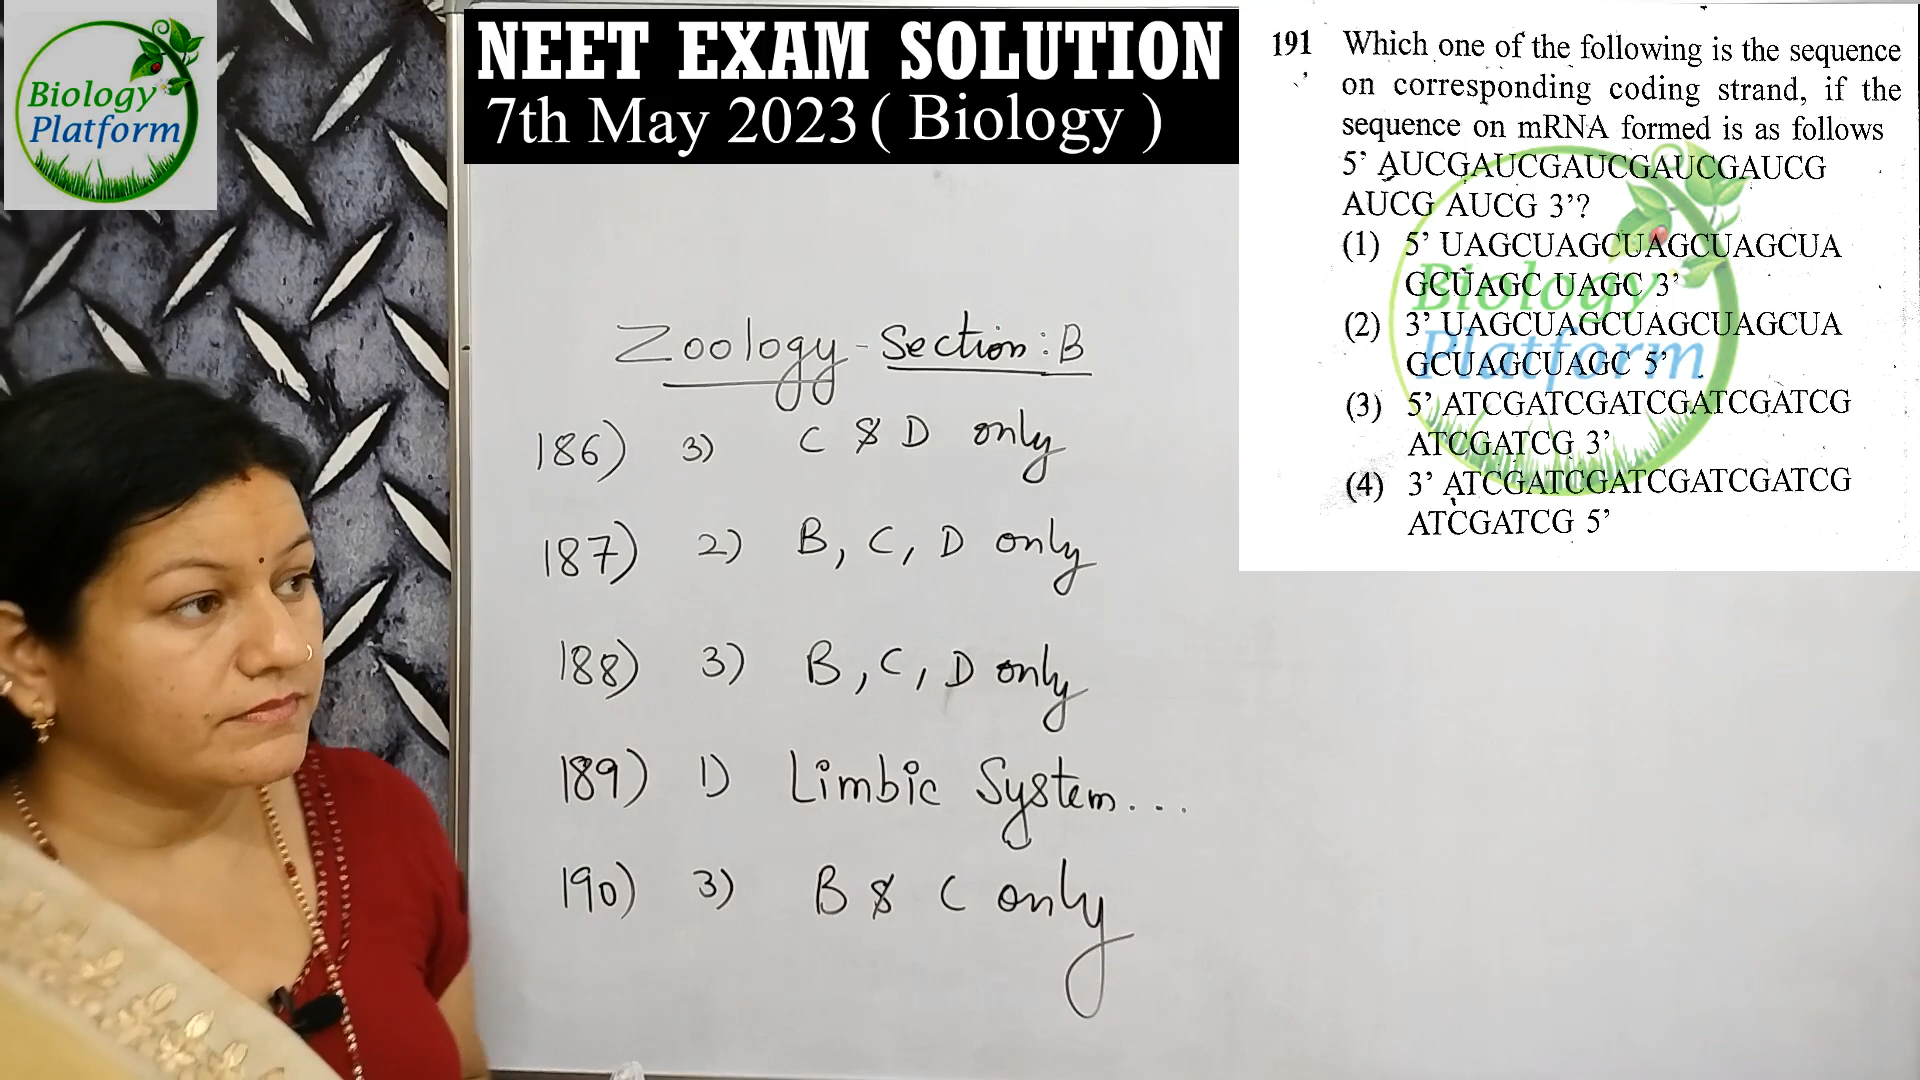 Biology
Platform
NEET EXAM SOLUTION
7th May 2023 ( Biology )
Zoology - Section : B
186) 3) C & D only
187) 2) B, C, D only
188) 3) B, C, D only
189) 1) Limbic System ...
190) 3) B & C only
191 Which one of the following is the sequence
on corresponding coding strand, if the
sequence on mRNA formed is as follows
5' AUCGAUCGAUCGAUCGAUCG
AUCG AUCG 3'?
(1) 5' UAGCUAGCUAGCUAGCUA
GCUAGC UAGC 3'
(2) 3' UAGCUAGCUAGCUAGCUA
GCUAGCUAGC 5'
(3) 5' ATCGATCGATCGATCGATCG
ATCGATCG 3'
(4) 3' ATCGATCGATCGATCGATCG
ATCGATCG 5'
Biology
Platform